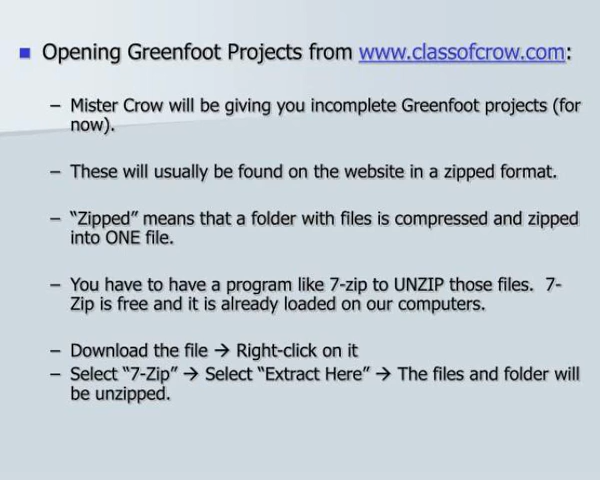 Opening Greenfoot Projects from www.classofcrow.com:
– Mister Crow will be giving you incomplete Greenfoot projects (for
now).
– These will usually be found on the website in a zipped format.
– “Zipped” means that a folder with files is compressed and zipped
into ONE file.
– You have to have a program like 7-zip to UNZIP those files. 7-
Zip is free and it is already loaded on our computers.
– Download the file → Right-click on it
– Select “7-Zip” → Select “Extract Here” → The files and folder will
be unzipped.